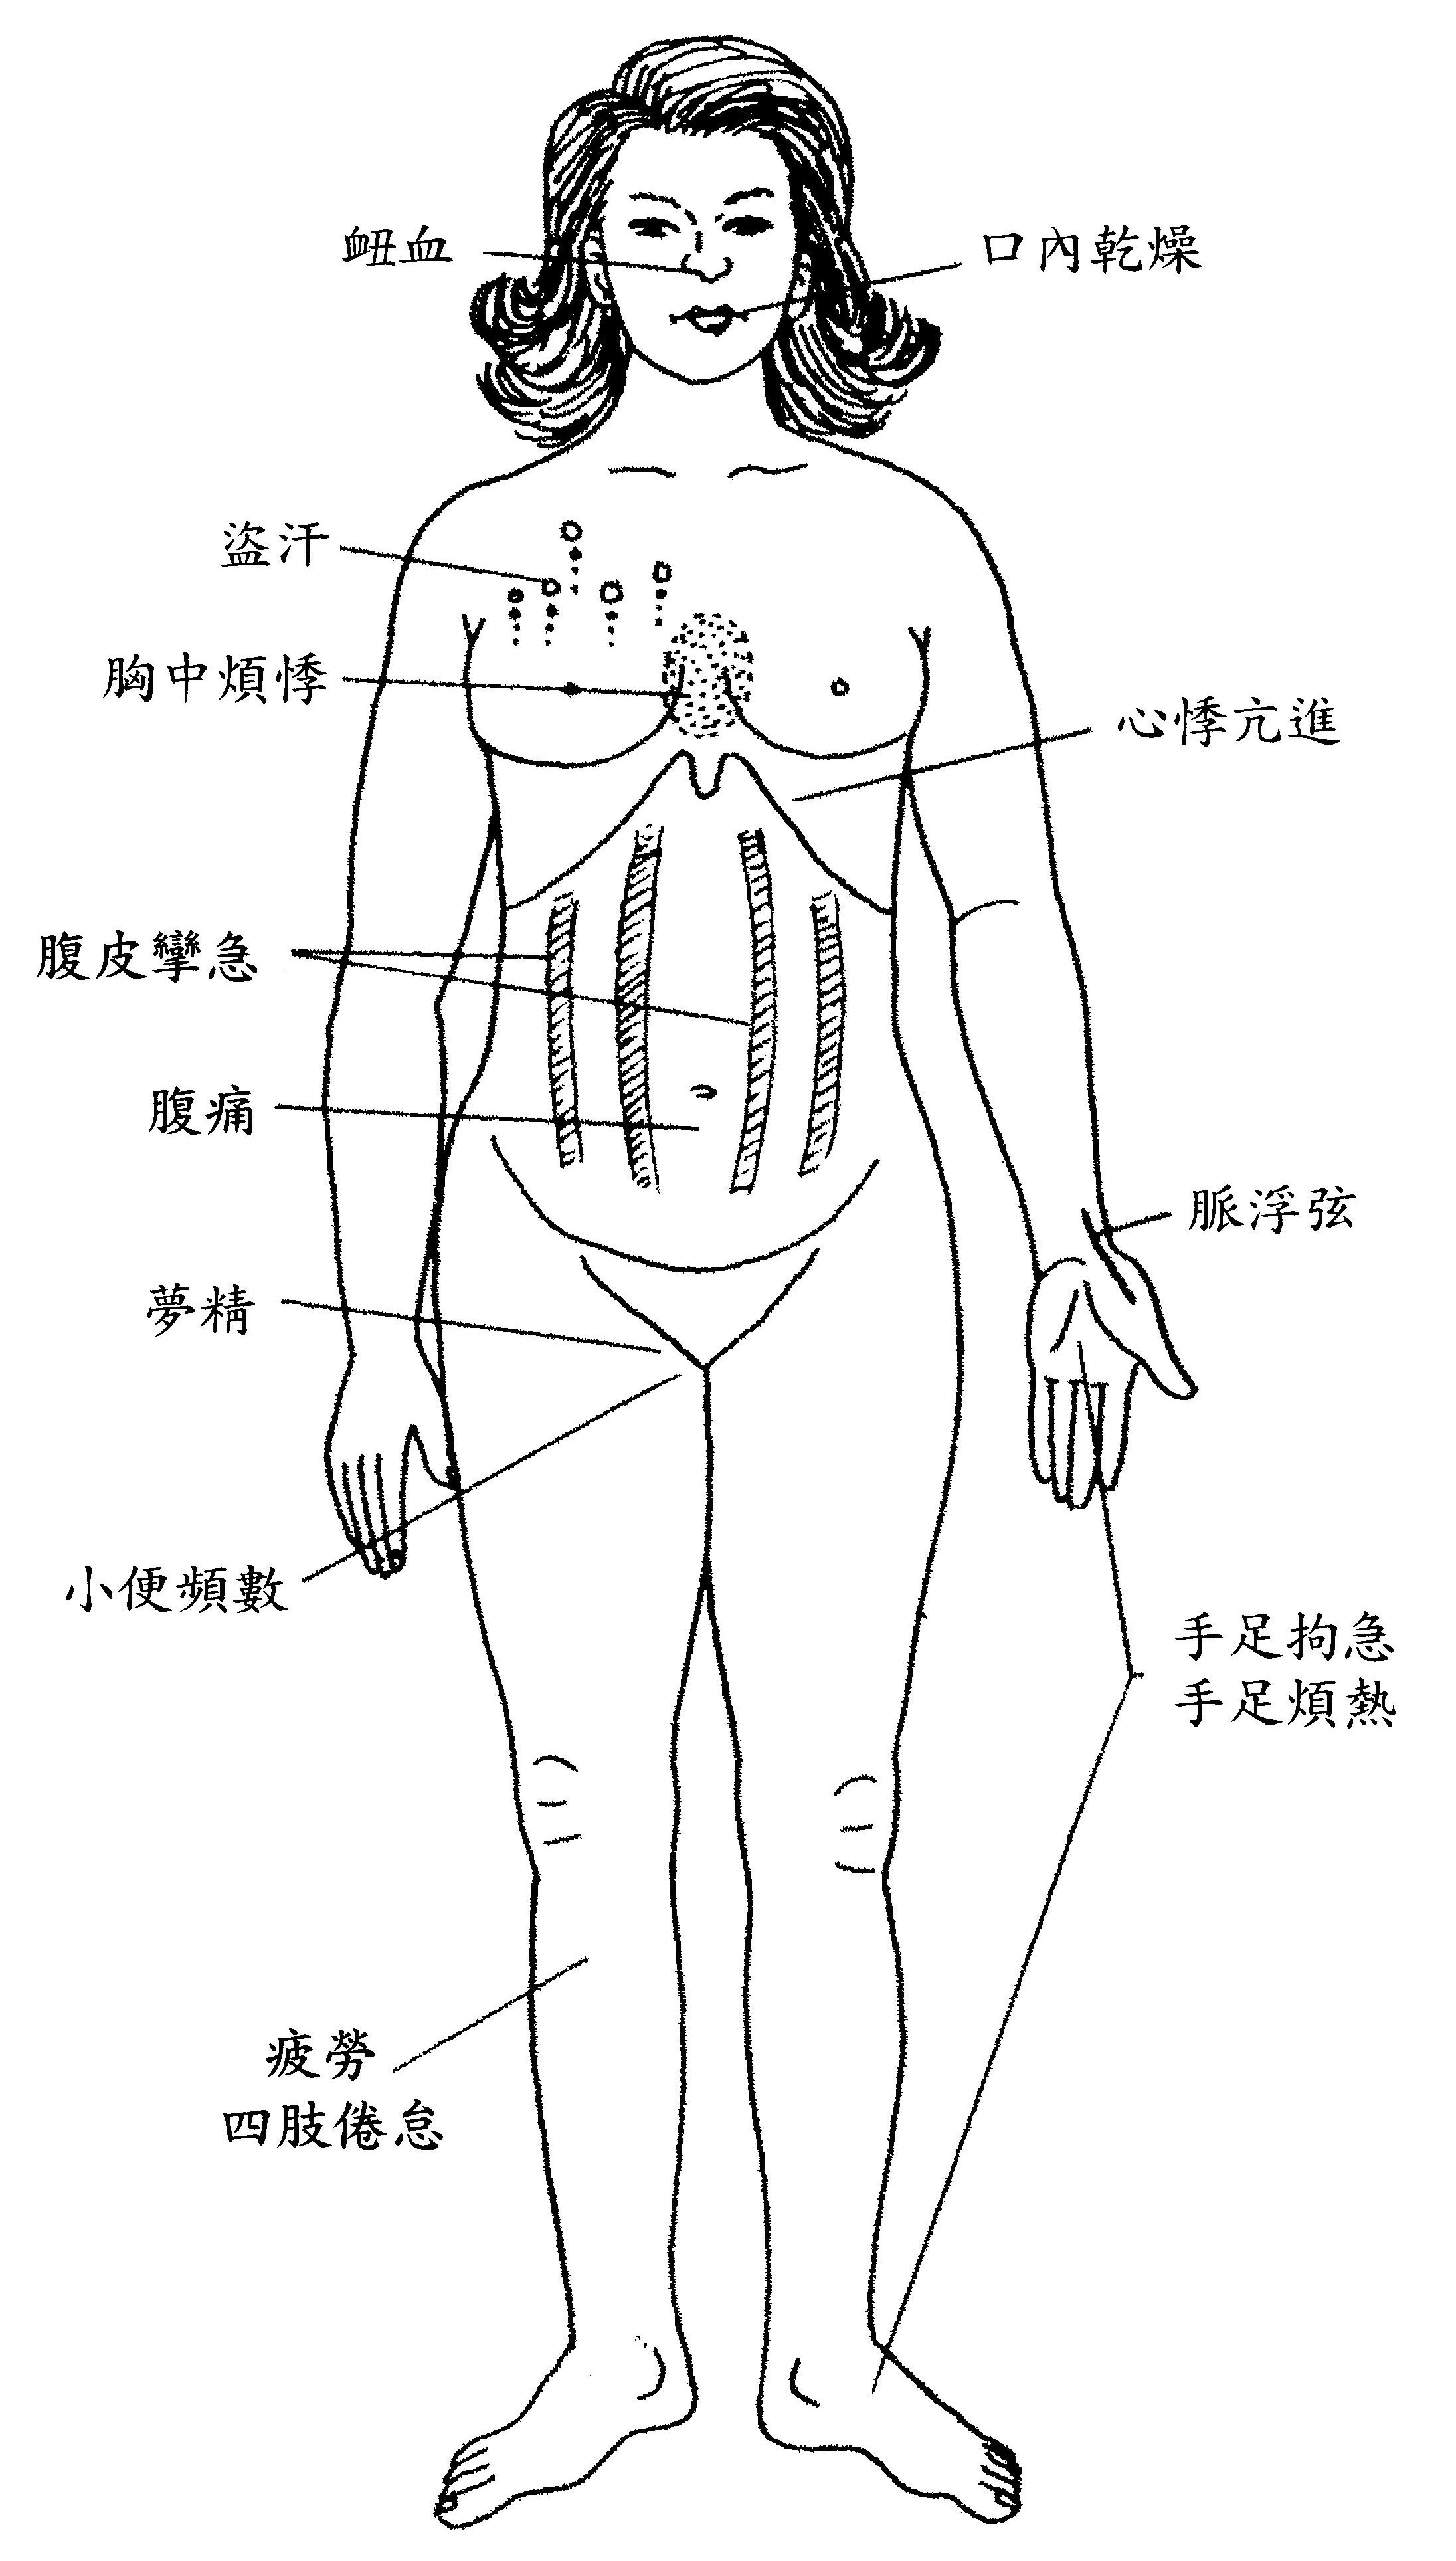 衄血
口內乾燥
盜汗
胸中煩悸
心悸亢進
腹皮攣急
腹痛
脈浮弦
夢精
小便頻數
手足拘急
手足煩熱
疲勞
四肢倦怠